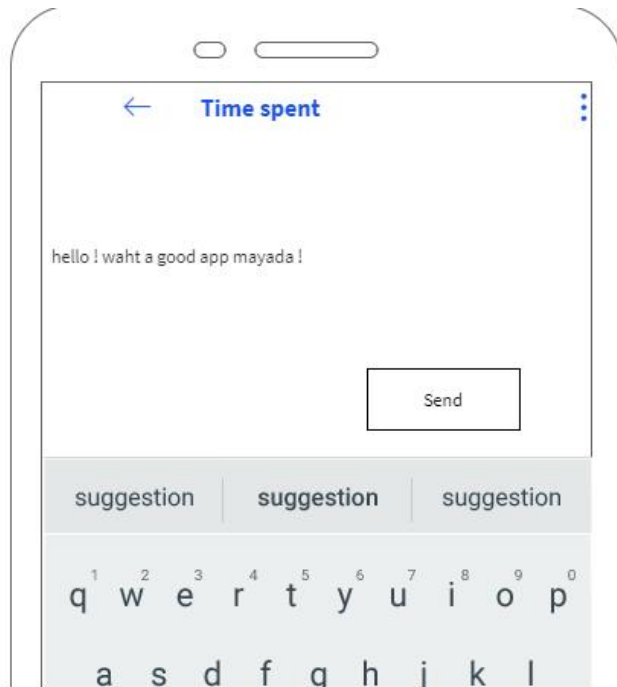 Time spent
hello ! waht a good app mayada !
Send
suggestion suggestion suggestion
1 2 3 4 5 6 7 8 9 0
q w e r t y u i o p
a s d f g h j k l